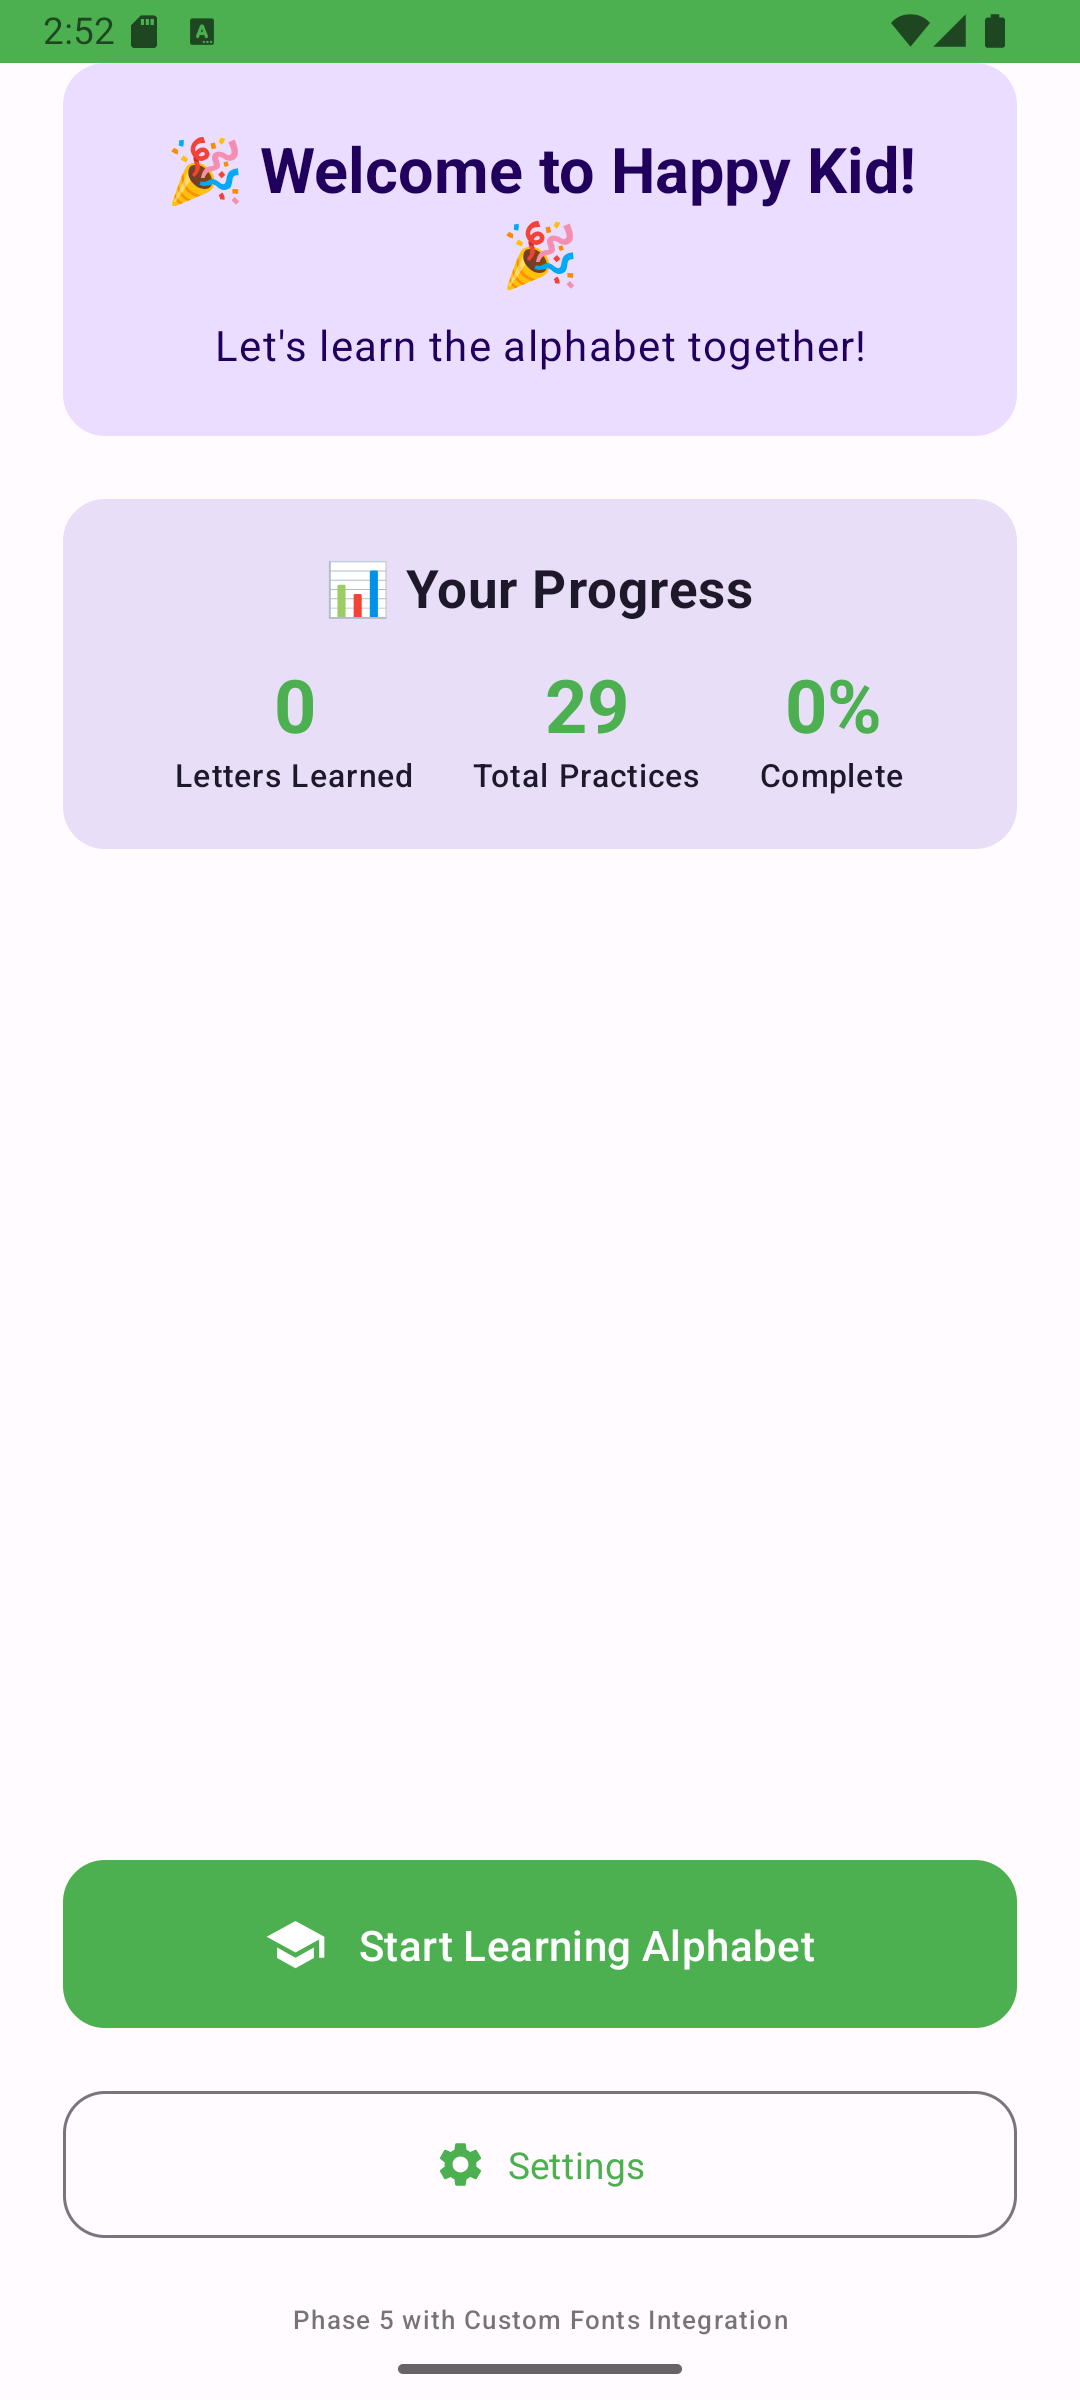 2:52
🎉 Welcome to Happy Kid!
🎉
Let's learn the alphabet together!
📊 Your Progress
0 29 0%
Letters Learned Total Practices Complete
Start Learning Alphabet
Settings
Phase 5 with Custom Fonts Integration